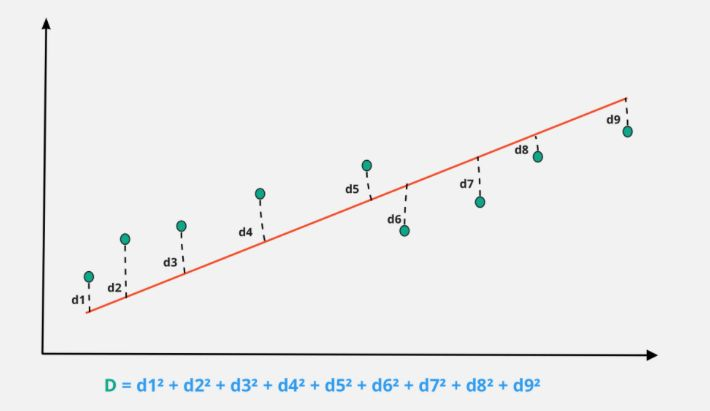 d1
d2
d3
d4
d5
d6
d7
d8
d9
D = d1² + d2² + d3² + d4² + d5² + d6² + d7² + d8² + d9²